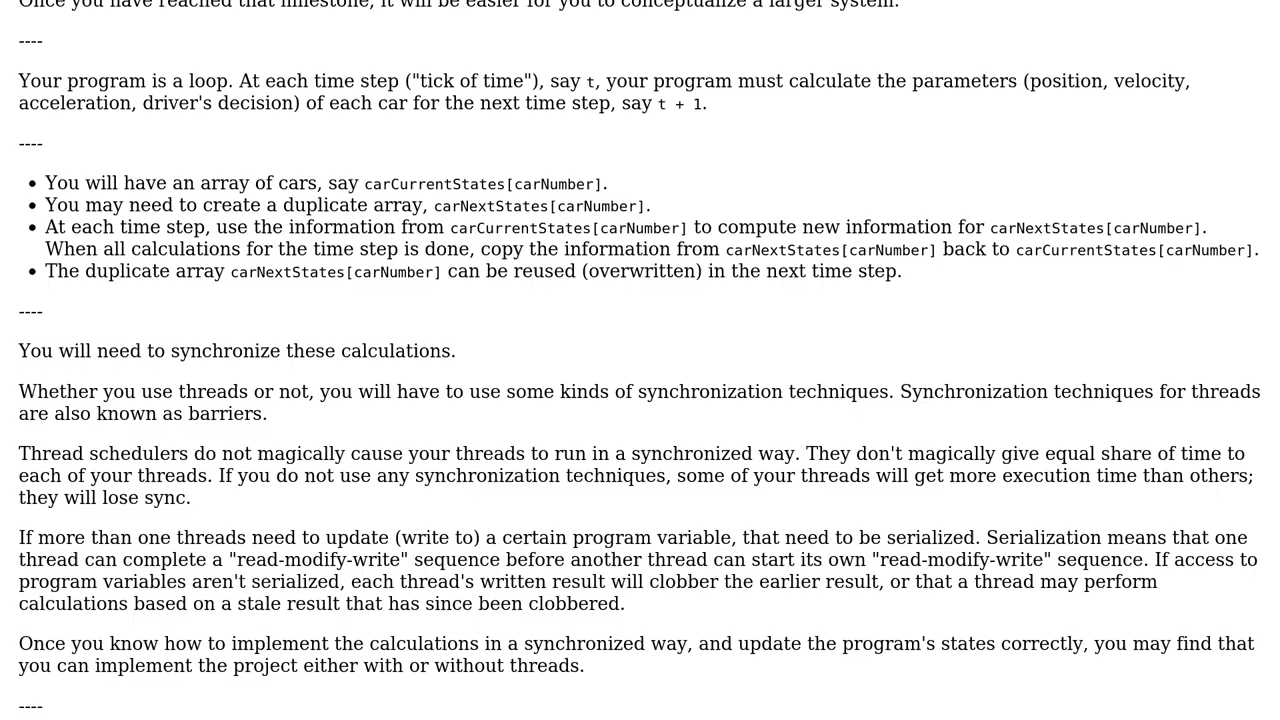 Once you have reached that milestone, it will be easier for you to conceptualize a larger system.
----
Your program is a loop. At each time step ("tick of time"), say t, your program must calculate the parameters (position, velocity,
acceleration, driver's decision) of each car for the next time step, say t + 1.
----
• You will have an array of cars, say carCurrentStates[carNumber].
• You may need to create a duplicate array, carNextStates[carNumber].
• At each time step, use the information from carCurrentStates[carNumber] to compute new information for carNextStates[carNumber].
When all calculations for the time step is done, copy the information from carNextStates[carNumber] back to carCurrentStates[carNumber].
• The duplicate array carNextStates[carNumber] can be reused (overwritten) in the next time step.
----
You will need to synchronize these calculations.
Whether you use threads or not, you will have to use some kinds of synchronization techniques. Synchronization techniques for threads
are also known as barriers.
Thread schedulers do not magically cause your threads to run in a synchronized way. They don't magically give equal share of time to
each of your threads. If you do not use any synchronization techniques, some of your threads will get more execution time than others;
they will lose sync.
If more than one threads need to update (write to) a certain program variable, that need to be serialized. Serialization means that one
thread can complete a "read-modify-write" sequence before another thread can start its own "read-modify-write" sequence. If access to
program variables aren't serialized, each thread's written result will clobber the earlier result, or that a thread may perform
calculations based on a stale result that has since been clobbered.
Once you know how to implement the calculations in a synchronized way, and update the program's states correctly, you may find that
you can implement the project either with or without threads.
----